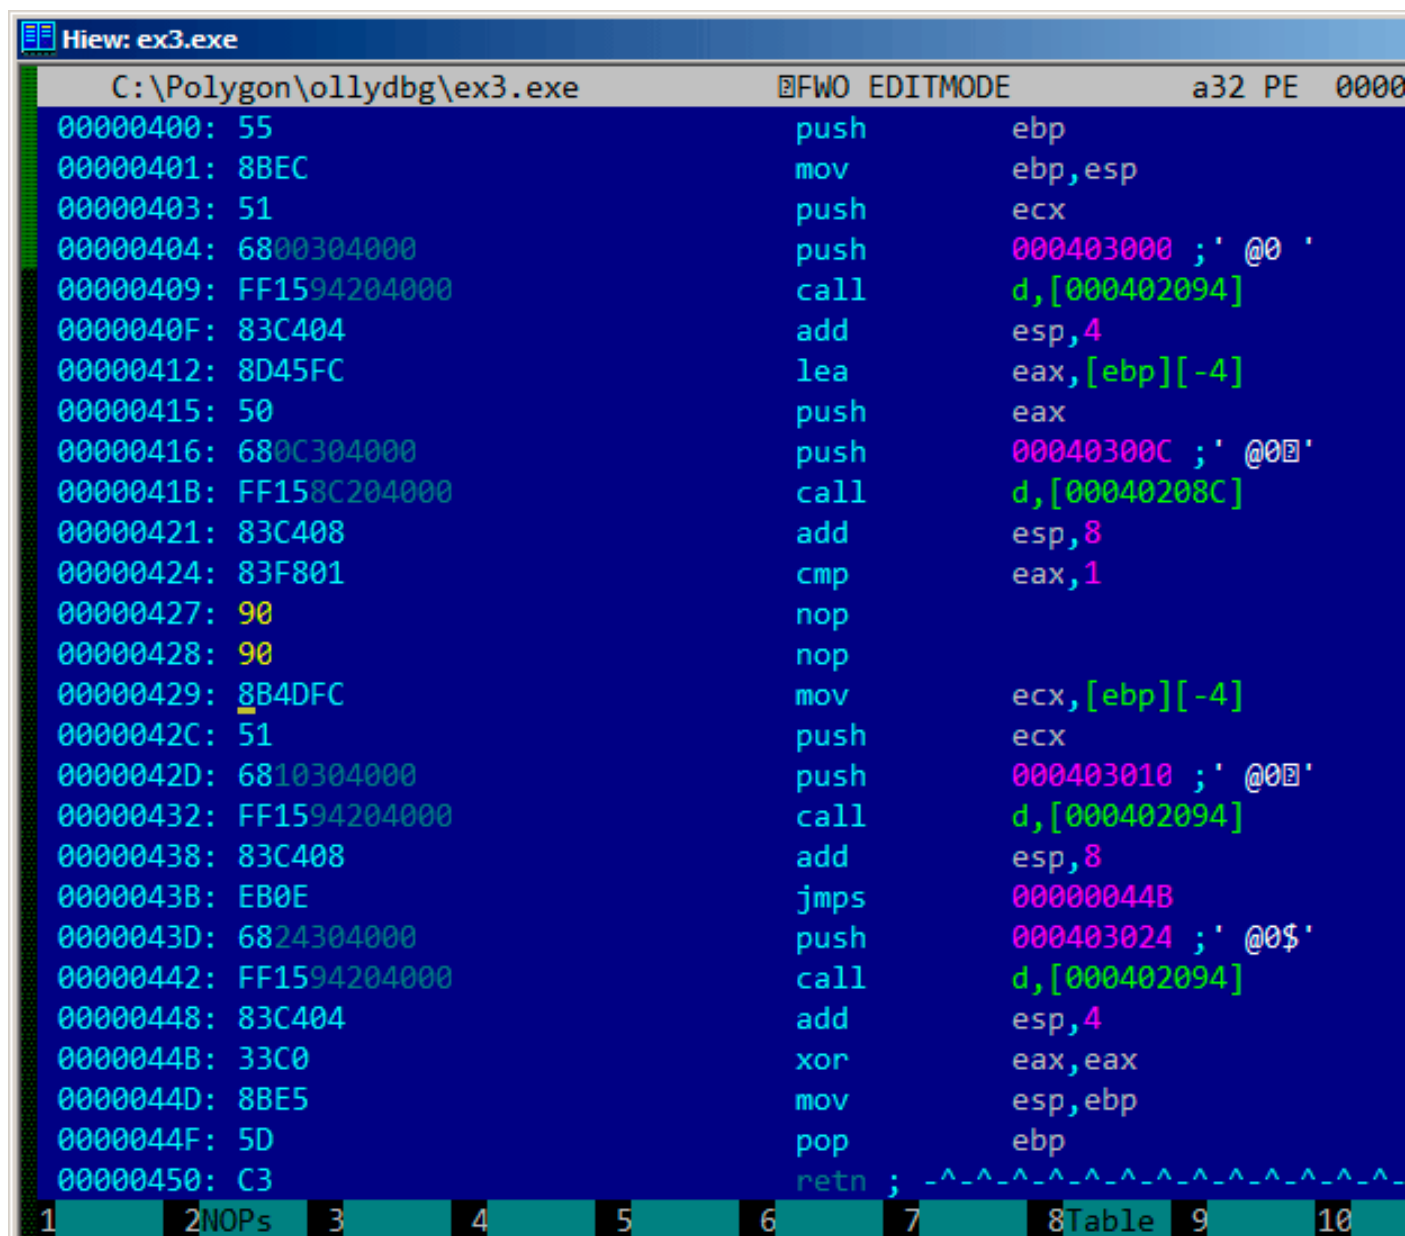 Hiew: ex3.exe
C:\Polygon\ollydbg\ex3.exe FWO EDITMODE a32 PE 0000
00000400: 55 push ebp
00000401: 8BEC mov ebp,esp
00000403: 51 push ecx
00000404: 6800304000 push 000403000 ;' @0 '
00000409: FF1594204000 call d,[000402094]
0000040F: 83C404 add esp,4
00000412: 8D45FC lea eax,[ebp][-4]
00000415: 50 push eax
00000416: 680C304000 push 00040300C ;' @0⍰'
0000041B: FF158C204000 call d,[00040208C]
00000421: 83C408 add esp,8
00000424: 83F801 cmp eax,1
00000427: 90 nop
00000428: 90 nop
00000429: 8B4DFC mov ecx,[ebp][-4]
0000042C: 51 push ecx
0000042D: 6810304000 push 000403010 ;' @0⍰'
00000432: FF1594204000 call d,[000402094]
00000438: 83C408 add esp,8
0000043B: EB0E jmps 00000044B
0000043D: 6824304000 push 000403024 ;' @0$'
00000442: FF1594204000 call d,[000402094]
00000448: 83C404 add esp,4
0000044B: 33C0 xor eax,eax
0000044D: 8BE5 mov esp,ebp
0000044F: 5D pop ebp
00000450: C3 retn ; -^-^-^-^-^-^-^-^-^-^-^-^-^-
1 2NOPs 3 4 5 6 7 8Table 9 10